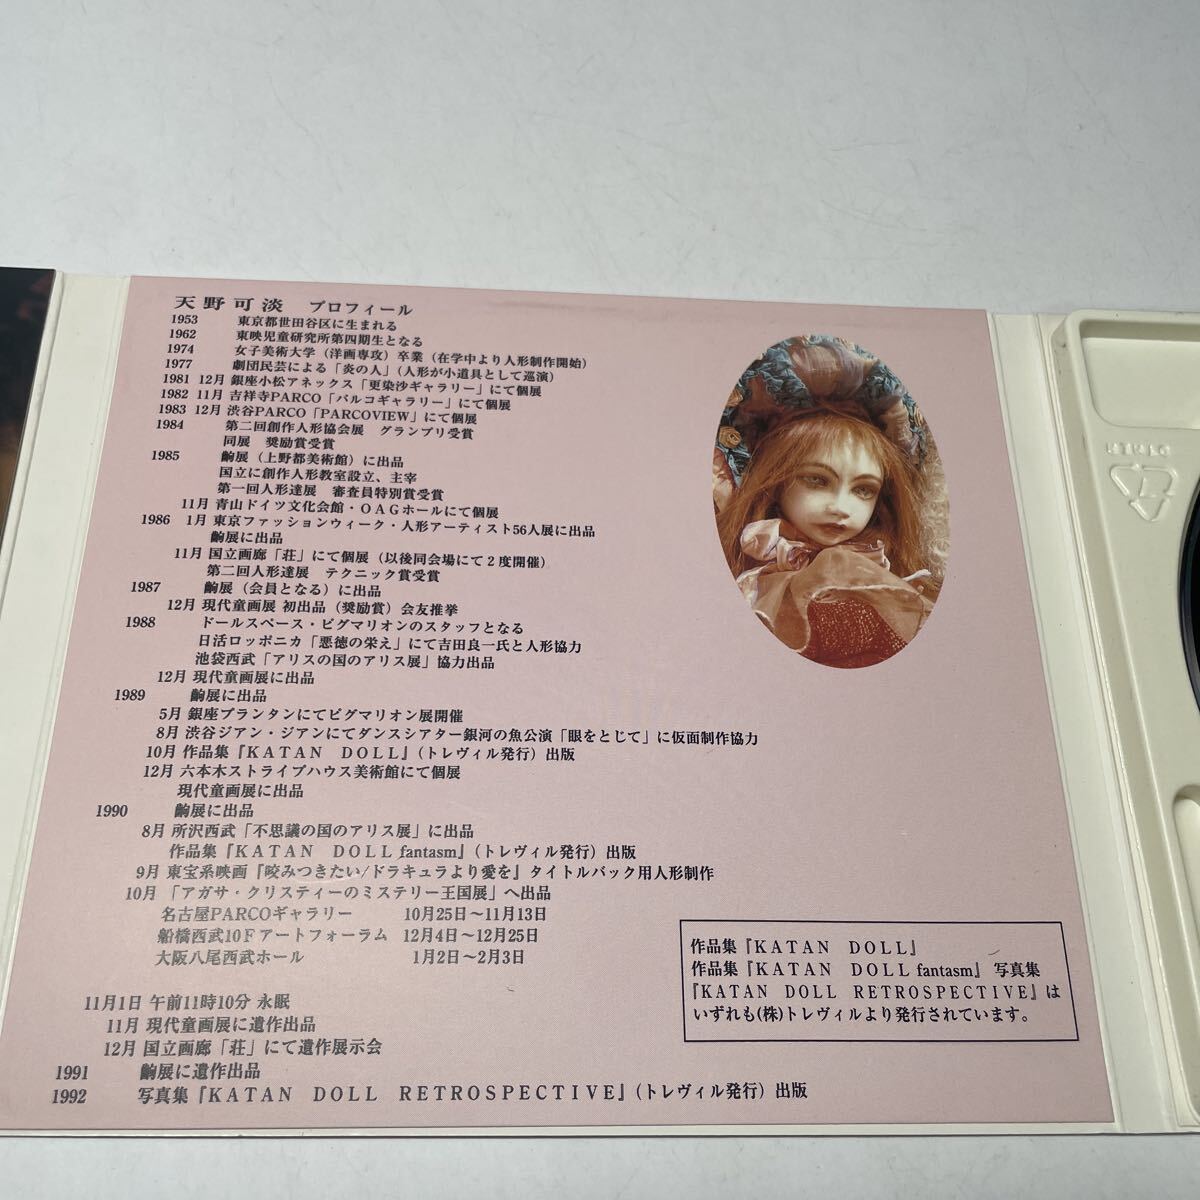 天野可淡　プロフィール
1953　東京都世田谷区に生まれる
1962　東映児童研究所第四期生となる
1974　女子美術大学（洋画専攻）卒業（在学中より人形制作開始）
1977　劇団民芸による「炎の人」（人形が小道具として巡演）
1981 12月 銀座小松アネックス「更染沙ギャラリー」にて個展
1982 11月 吉祥寺PARCO「パルコギャラリー」にて個展
1983 12月 渋谷PARCO「PARCOVIEW」にて個展
1984　第二回創作人形協会展　グランプリ受賞
同展　奨励賞受賞
1985　展（上野都美術館）に出品
国立に創作人形教室設立、主宰
第一回人形達展　審査員特別賞受賞
11月 青山ドイツ文化会館・OAGホールにて個展
1986　1月 東京ファッションウィーク・人形アーティスト56人展に出品
展に出品
11月 国立画廊「荘」にて個展（以後同会場にて２度開催）
第二回人形達展　テクニック賞受賞
1987　展（会員となる）に出品
12月 現代童画展 初出品（奨励賞）会友推挙
1988　ドールスペース・ピグマリオンのスタッフとなる
日活ロッポニカ「悪徳の栄え」にて吉田良一氏と人形協力
池袋西武「アリスの国のアリス展」協力出品
12月 現代童画展に出品
1989　展に出品
5月 銀座プランタンにてピグマリオン展開催
8月 渋谷ジアン・ジアンにてダンスシアター銀河の魚公演「眼をとじて」に仮面制作協力
10月 作品集『KATAN DOLL』（トレヴィル発行）出版
12月 六本木ストライプハウス美術館にて個展
現代童画展に出品
1990　展に出品
8月 所沢西武「不思議の国のアリス展」に出品
作品集『KATAN DOLL fantasm』（トレヴィル発行）出版
9月 東宝系映画『咬みつきたい/ドラキュラより愛を』タイトルバック用人形制作
10月 「アガサ・クリスティーのミステリー王国展」へ出品
名古屋PARCOギャラリー　10月25日〜11月13日
船橋西武10Ｆアートフォーラム　12月4日〜12月25日
大阪八尾西武ホール　1月2日〜2月3日
11月1日 午前11時10分 永眠
11月 現代童画展に遺作出品
12月 国立画廊「荘」にて遺作展示会
1991　展に遺作出品
1992　写真集『KATAN DOLL RETROSPECTIVE』（トレヴィル発行）出版
作品集『KATAN DOLL』
作品集『KATAN DOLL fantasm』 写真集
『KATAN DOLL RETROSPECTIVE』は
いずれも(株)トレヴィルより発行されています。